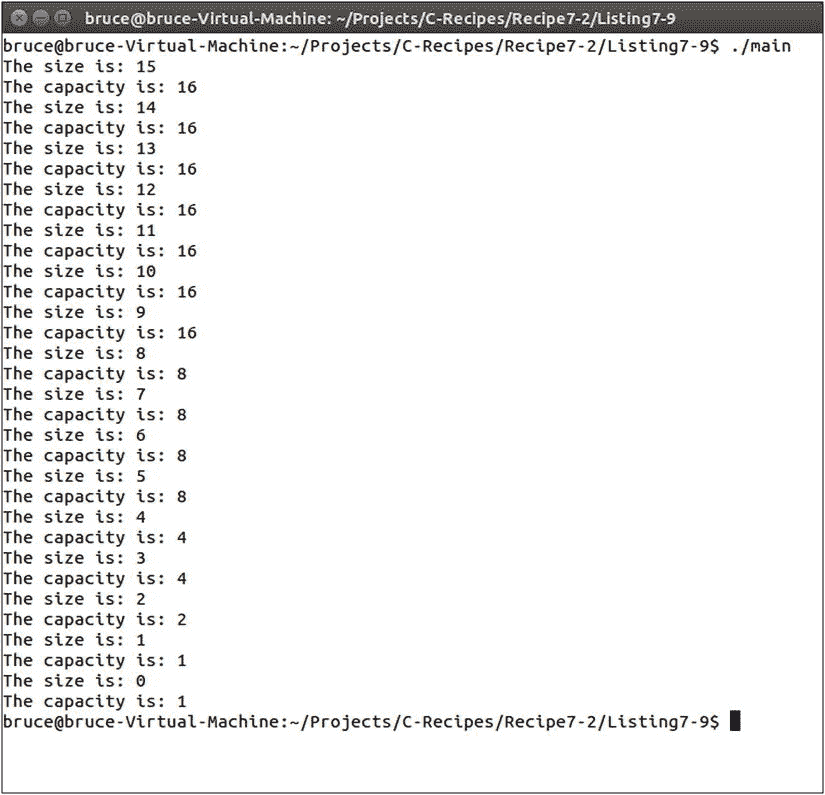 bruce@bruce-Virtual-Machine: ~/Projects/C-Recipes/Recipe7-2/Listing7-9
bruce@bruce-Virtual-Machine:~/Projects/C-Recipes/Recipe7-2/Listing7-9$ ./main
The size is: 15
The capacity is: 16
The size is: 14
The capacity is: 16
The size is: 13
The capacity is: 16
The size is: 12
The capacity is: 16
The size is: 11
The capacity is: 16
The size is: 10
The capacity is: 16
The size is: 9
The capacity is: 16
The size is: 8
The capacity is: 8
The size is: 7
The capacity is: 8
The size is: 6
The capacity is: 8
The size is: 5
The capacity is: 8
The size is: 4
The capacity is: 4
The size is: 3
The capacity is: 4
The size is: 2
The capacity is: 2
The size is: 1
The capacity is: 1
The size is: 0
The capacity is: 1
bruce@bruce-Virtual-Machine:~/Projects/C-Recipes/Recipe7-2/Listing7-9$